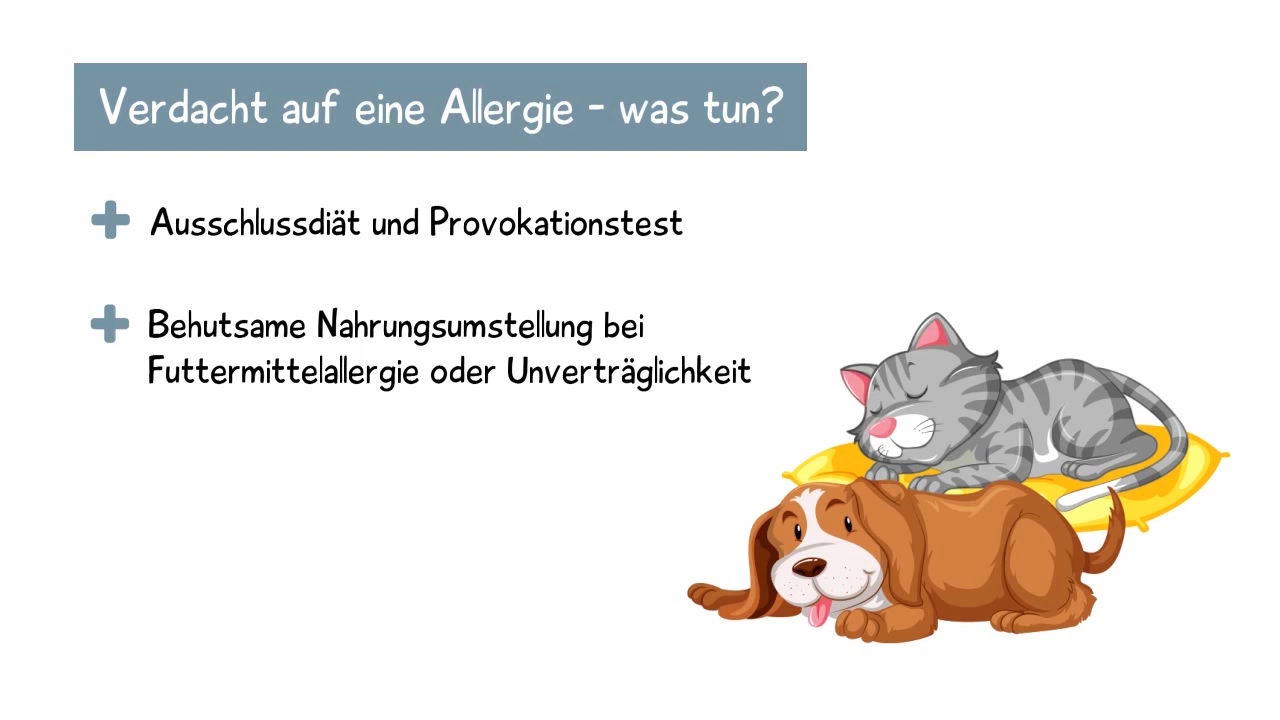 Verdacht auf eine Allergie - was tun?
Ausschlussdiät und Provokationstest
Behutsame Nahrungsumstellung bei
Futtermittelallergie oder Unverträglichkeit